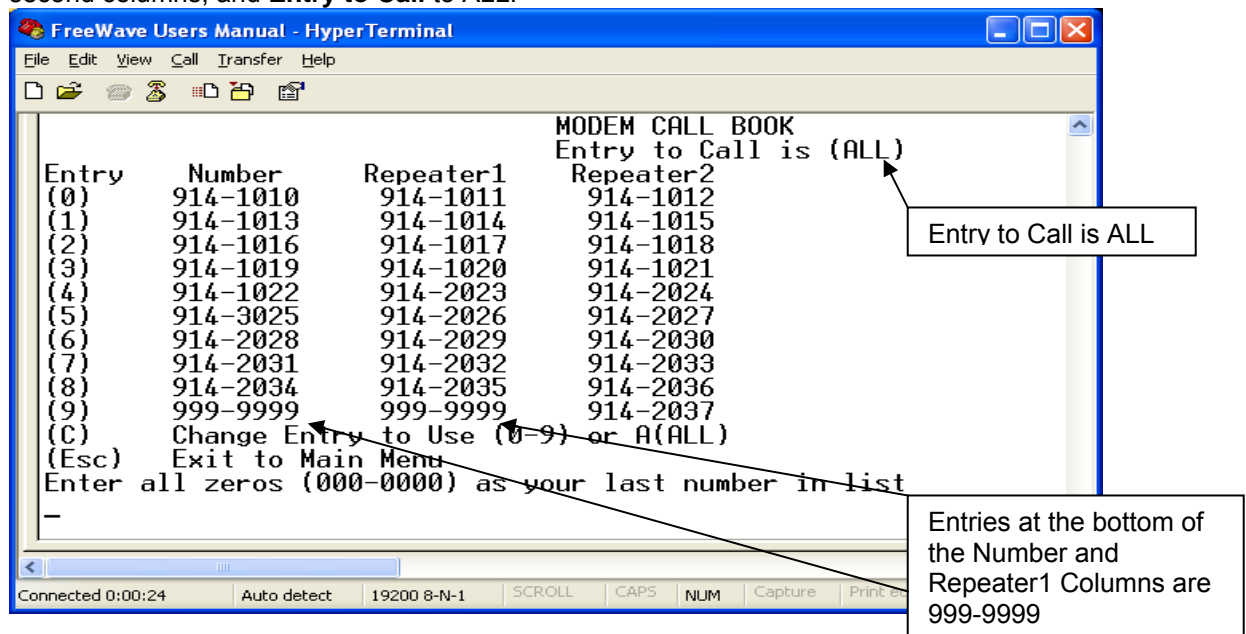 second columns, and Entry to Call to ALL.
FreeWave Users Manual - HyperTerminal
File Edit View Call Transfer Help
MODEM CALL BOOK
Entry to Call is (ALL)
Entry Number Repeater1 Repeater2
(0) 914-1010 914-1011 914-1012
(1) 914-1013 914-1014 914-1015
(2) 914-1016 914-1017 914-1018
(3) 914-1019 914-1020 914-1021
(4) 914-1022 914-2023 914-2024
(5) 914-3025 914-2026 914-2027
(6) 914-2028 914-2029 914-2030
(7) 914-2031 914-2032 914-2033
(8) 914-2034 914-2035 914-2036
(9) 999-9999 999-9999 914-2037
(C) Change Entry to Use (0-9) or A(ALL)
(Esc) Exit to Main Menu
Enter all zeros (000-0000) as your last number in list
_
Entry to Call is ALL
Entries at the bottom of
the Number and
Repeater1 Columns are
999-9999
Connected 0:00:24 Auto detect 19200 8-N-1 SCROLL CAPS NUM Capture Print